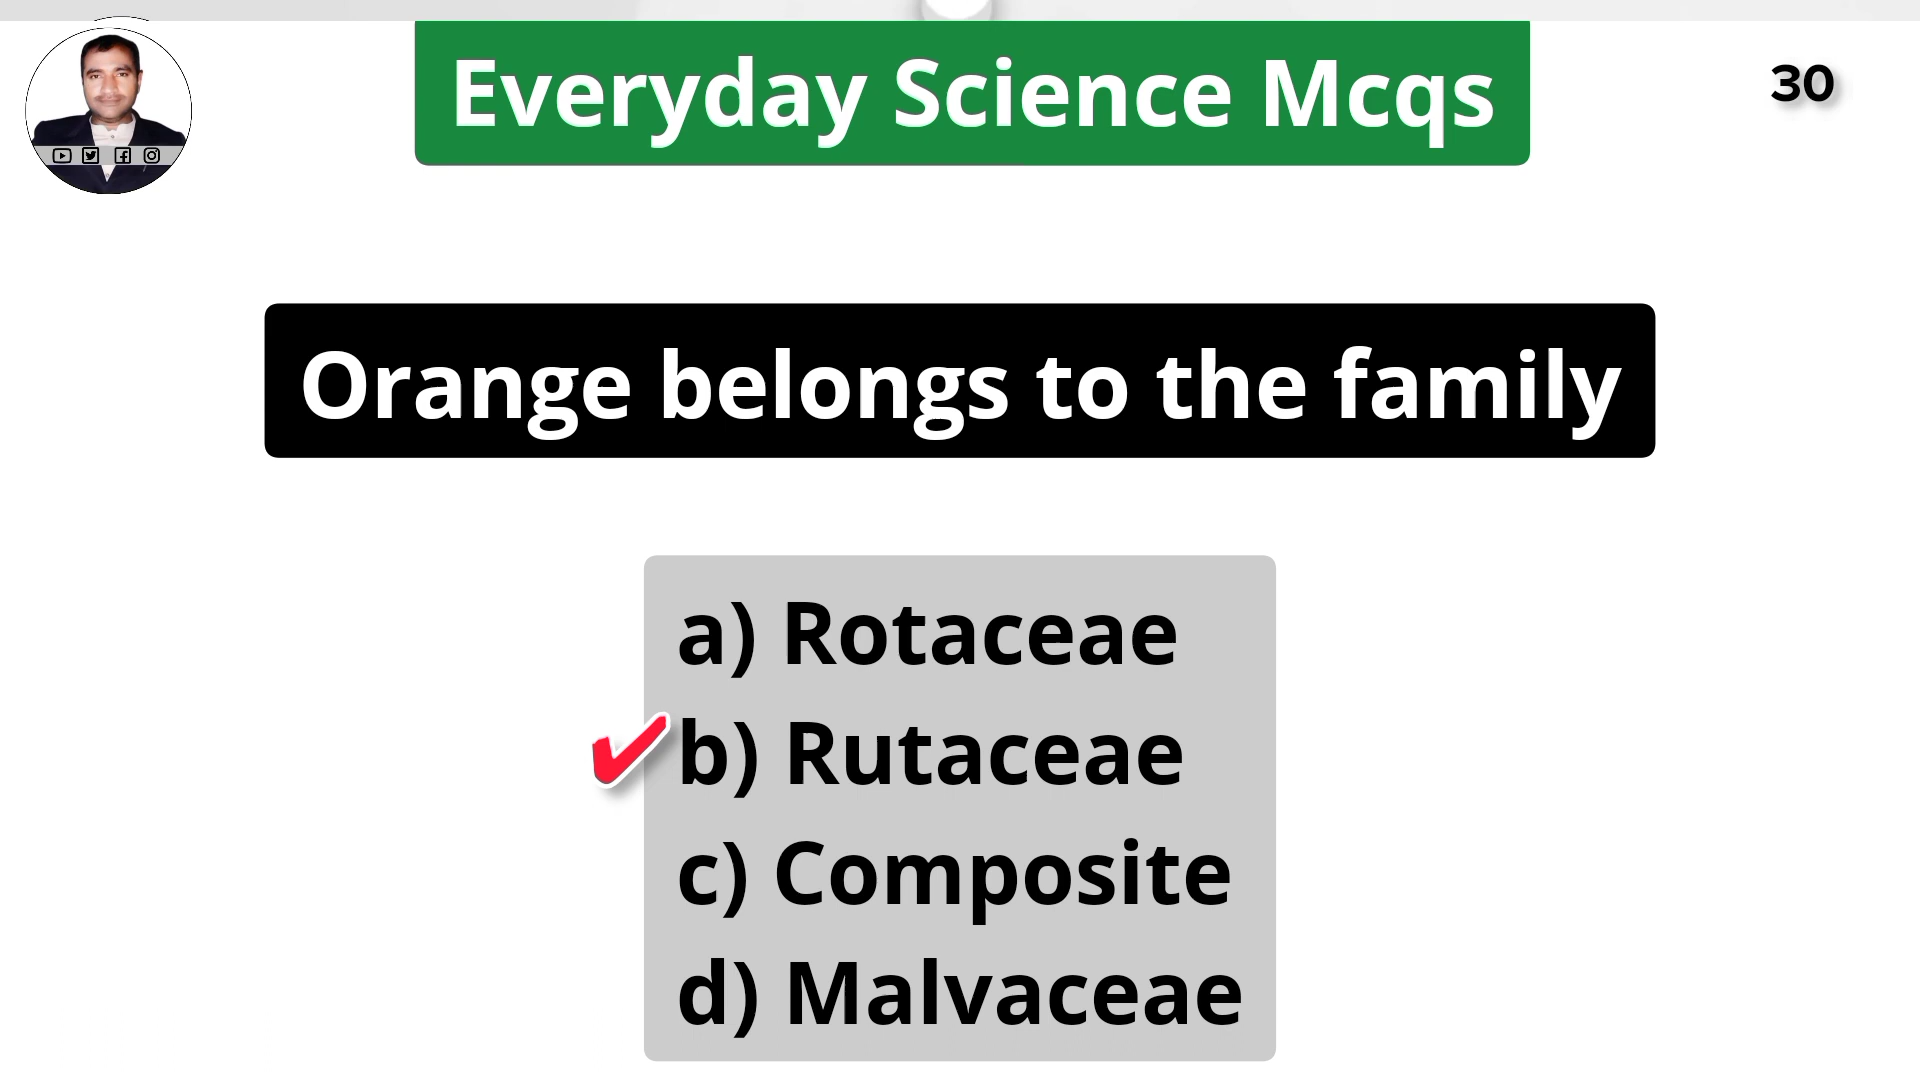 Everyday Science Mcqs
30
Orange belongs to the family
a) Rotaceae
b) Rutaceae
c) Composite
d) Malvaceae